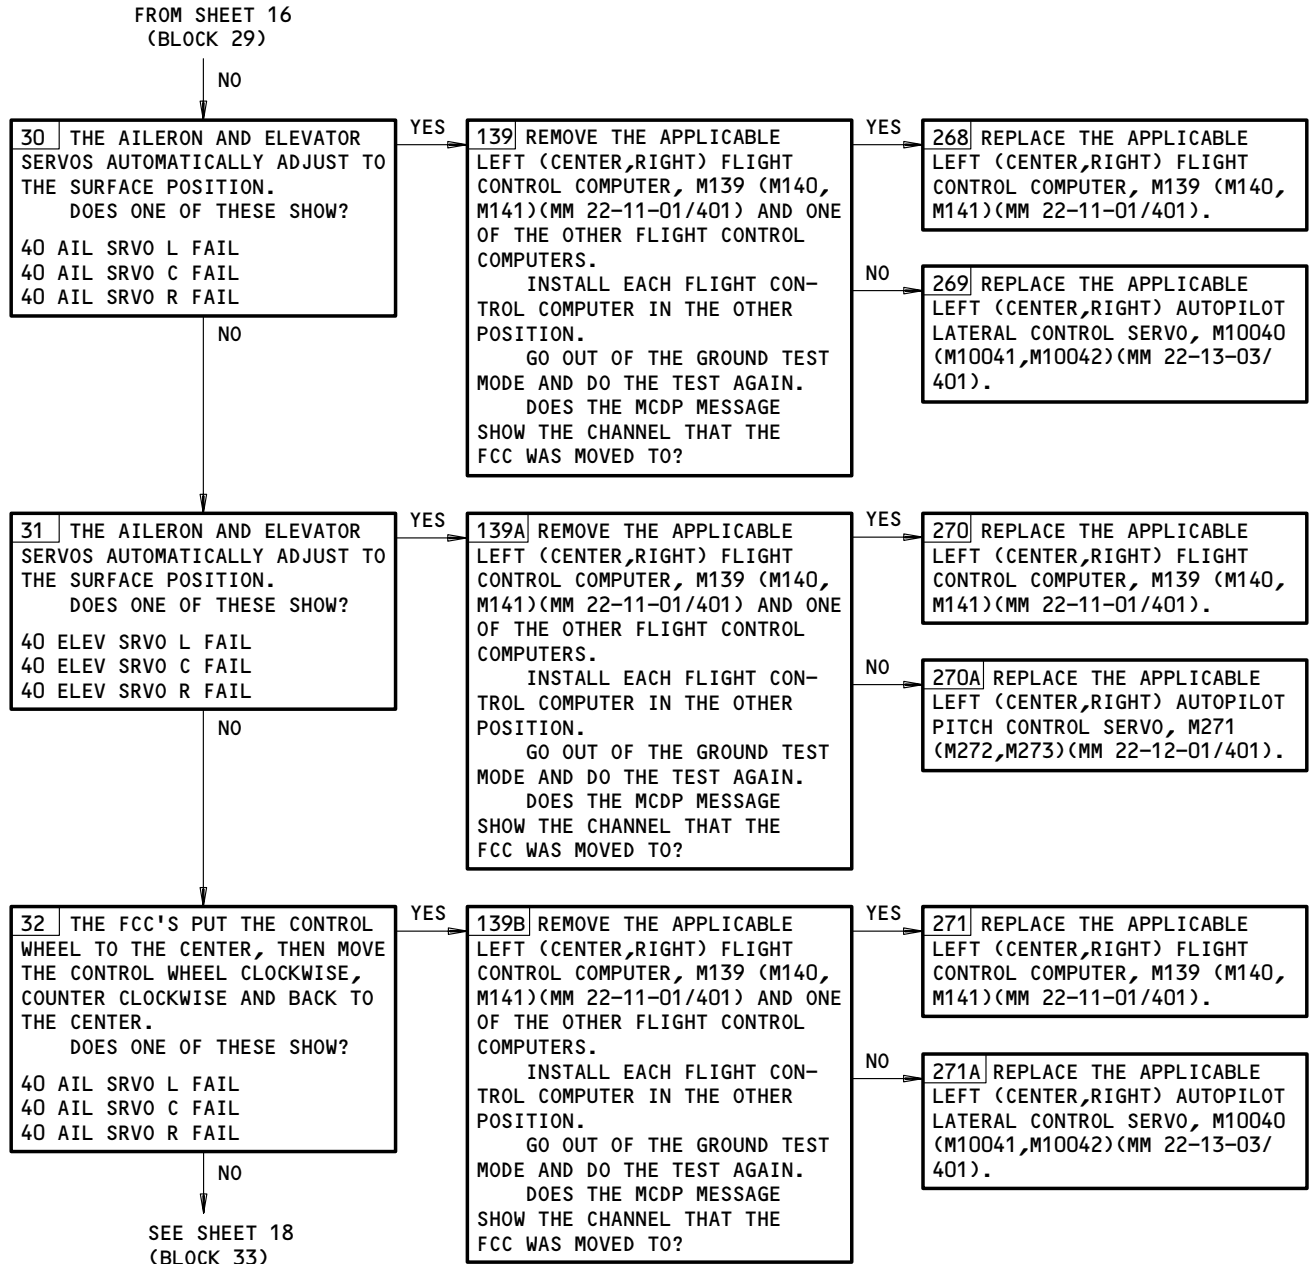 FROM SHEET 16
(BLOCK 29)
NO
30 THE AILERON AND ELEVATOR
SERVOS AUTOMATICALLY ADJUST TO
THE SURFACE POSITION.
DOES ONE OF THESE SHOW?
40 AIL SRVO L FAIL
40 AIL SRVO C FAIL
40 AIL SRVO R FAIL
YES
139 REMOVE THE APPLICABLE
LEFT (CENTER,RIGHT) FLIGHT
CONTROL COMPUTER, M139 (M140,
M141)(MM 22-11-01/401) AND ONE
OF THE OTHER FLIGHT CONTROL
COMPUTERS.
INSTALL EACH FLIGHT CON-
TROL COMPUTER IN THE OTHER
POSITION.
GO OUT OF THE GROUND TEST
MODE AND DO THE TEST AGAIN.
DOES THE MCDP MESSAGE
SHOW THE CHANNEL THAT THE
FCC WAS MOVED TO?
YES
268 REPLACE THE APPLICABLE
LEFT (CENTER,RIGHT) FLIGHT
CONTROL COMPUTER, M139 (M140,
M141)(MM 22-11-01/401).
NO
269 REPLACE THE APPLICABLE
LEFT (CENTER,RIGHT) AUTOPILOT
LATERAL CONTROL SERVO, M10040
(M10041,M10042)(MM 22-13-03/
401).
NO
31 THE AILERON AND ELEVATOR
SERVOS AUTOMATICALLY ADJUST TO
THE SURFACE POSITION.
DOES ONE OF THESE SHOW?
40 ELEV SRVO L FAIL
40 ELEV SRVO C FAIL
40 ELEV SRVO R FAIL
YES
139A REMOVE THE APPLICABLE
LEFT (CENTER,RIGHT) FLIGHT
CONTROL COMPUTER, M139 (M140,
M141)(MM 22-11-01/401) AND ONE
OF THE OTHER FLIGHT CONTROL
COMPUTERS.
INSTALL EACH FLIGHT CON-
TROL COMPUTER IN THE OTHER
POSITION.
GO OUT OF THE GROUND TEST
MODE AND DO THE TEST AGAIN.
DOES THE MCDP MESSAGE
SHOW THE CHANNEL THAT THE
FCC WAS MOVED TO?
YES
270 REPLACE THE APPLICABLE
LEFT (CENTER,RIGHT) FLIGHT
CONTROL COMPUTER, M139 (M140,
M141)(MM 22-11-01/401).
NO
270A REPLACE THE APPLICABLE
LEFT (CENTER,RIGHT) AUTOPILOT
PITCH CONTROL SERVO, M271
(M272,M273)(MM 22-12-01/401).
NO
32 THE FCC'S PUT THE CONTROL
WHEEL TO THE CENTER, THEN MOVE
THE CONTROL WHEEL CLOCKWISE,
COUNTER CLOCKWISE AND BACK TO
THE CENTER.
DOES ONE OF THESE SHOW?
40 AIL SRVO L FAIL
40 AIL SRVO C FAIL
40 AIL SRVO R FAIL
YES
139B REMOVE THE APPLICABLE
LEFT (CENTER,RIGHT) FLIGHT
CONTROL COMPUTER, M139 (M140,
M141)(MM 22-11-01/401) AND ONE
OF THE OTHER FLIGHT CONTROL
COMPUTERS.
INSTALL EACH FLIGHT CON-
TROL COMPUTER IN THE OTHER
POSITION.
GO OUT OF THE GROUND TEST
MODE AND DO THE TEST AGAIN.
DOES THE MCDP MESSAGE
SHOW THE CHANNEL THAT THE
FCC WAS MOVED TO?
YES
271 REPLACE THE APPLICABLE
LEFT (CENTER,RIGHT) FLIGHT
CONTROL COMPUTER, M139 (M140,
M141)(MM 22-11-01/401).
NO
271A REPLACE THE APPLICABLE
LEFT (CENTER,RIGHT) AUTOPILOT
LATERAL CONTROL SERVO, M10040
(M10041,M10042)(MM 22-13-03/
401).
NO
SEE SHEET 18
(BLOCK 33)